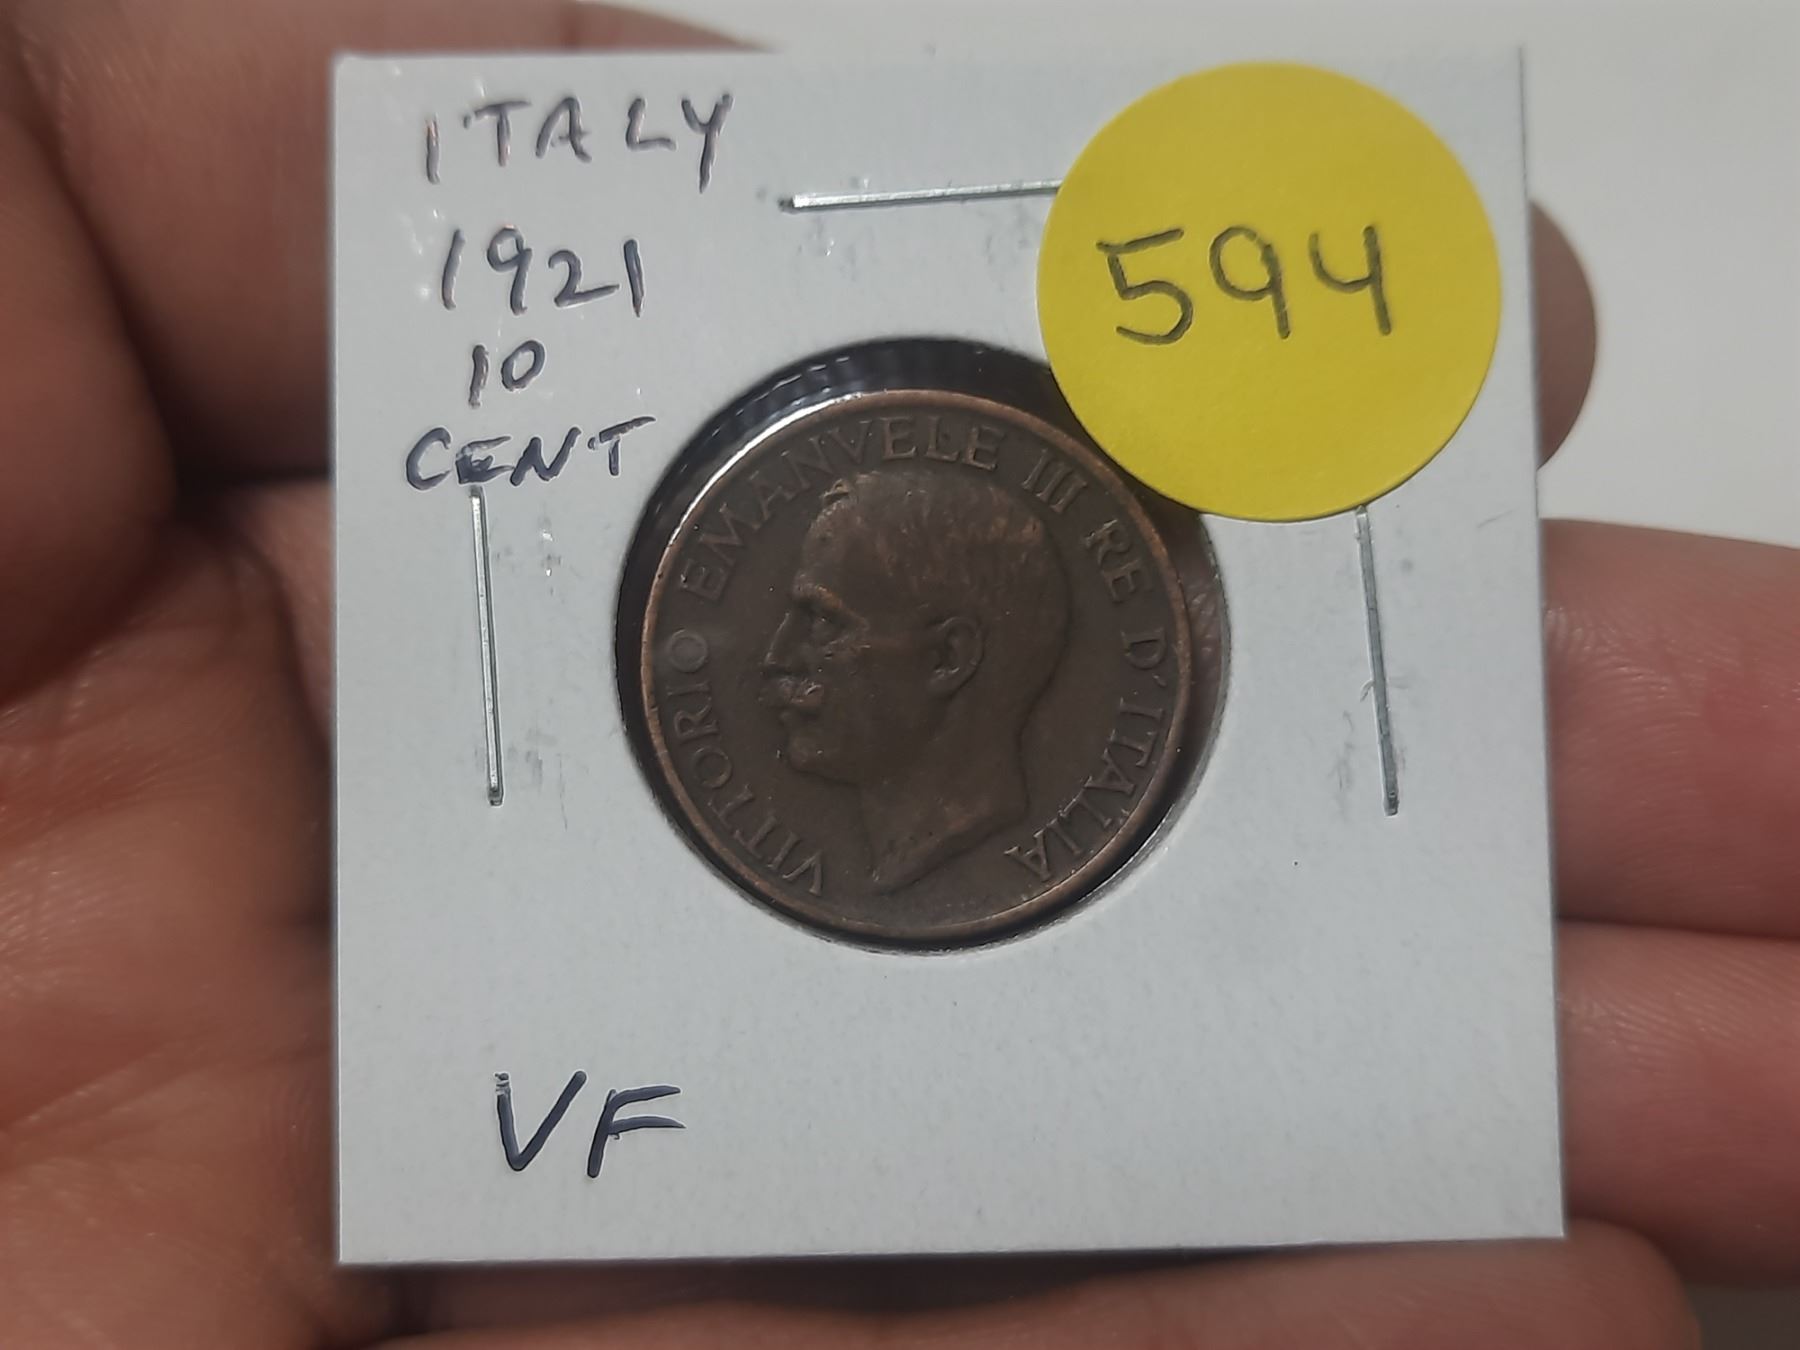 ITALY
1921
10
CENT
594
VITTORIO EMANVELE III RE D'ITALIA
VF